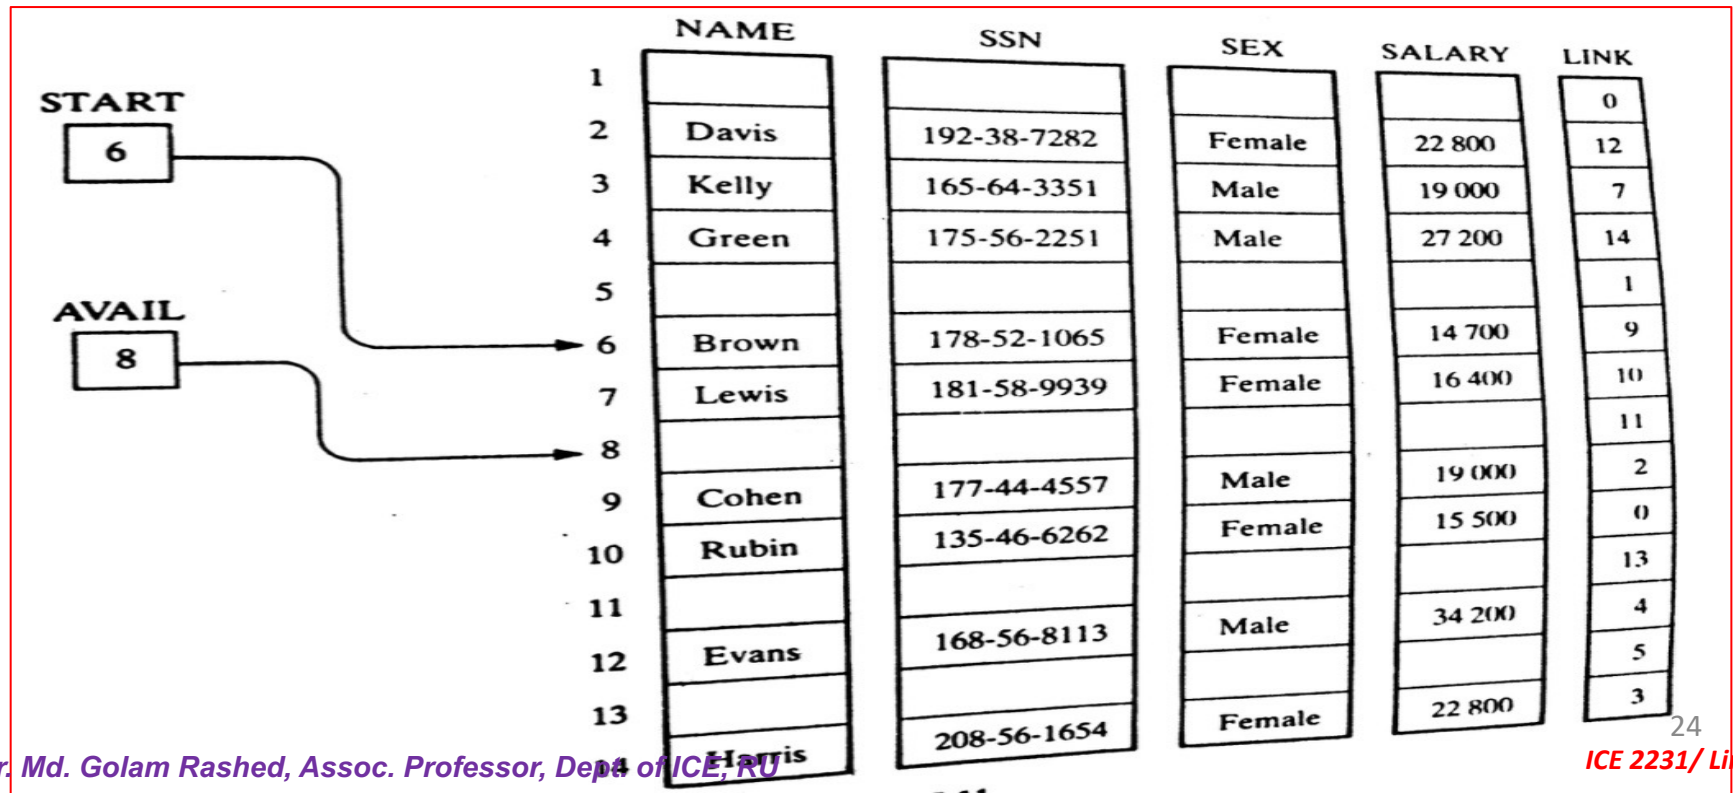 NAME SSN SEX SALARY LINK
1 0
START
6
2 Davis 192-38-7282 Female 22 800 12
3 Kelly 165-64-3351 Male 19 000 7
4 Green 175-56-2251 Male 27 200 14
5 1
AVAIL
8
6 Brown 178-52-1065 Female 14 700 9
7 Lewis 181-58-9939 Female 16 400 10
8 11
9 Cohen 177-44-4557 Male 19 000 2
10 Rubin 135-46-6262 Female 15 500 0
11 13
12 Evans 168-56-8113 Male 34 200 4
13 5
14 Harris 208-56-1654 Female 22 800 3
24
r. Md. Golam Rashed, Assoc. Professor, Dept. of ICE, RU
ICE 2231/ Li